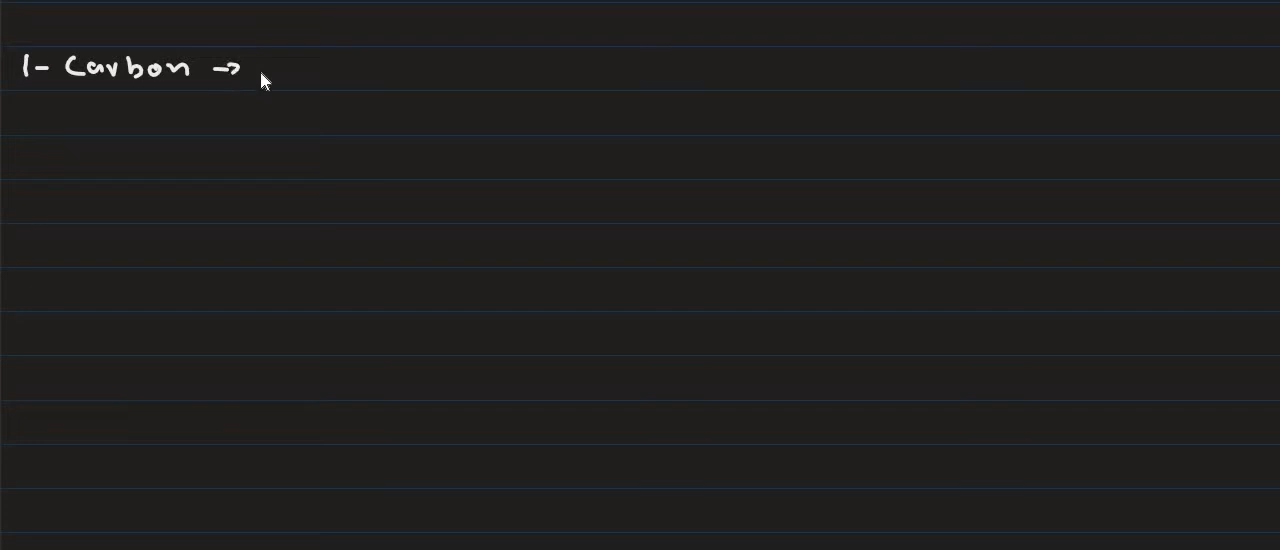 1- Carbon →